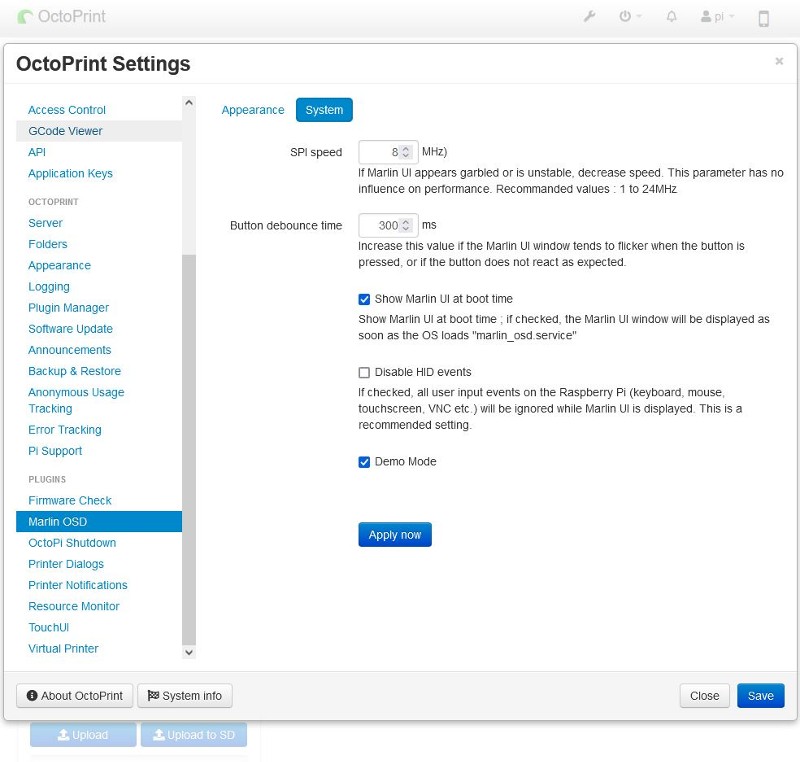 OctoPrint
pi
OctoPrint Settings
×
Access Control
GCode Viewer
API
Application Keys
OCTOPRINT
Server
Folders
Appearance
Logging
Plugin Manager
Software Update
Announcements
Backup & Restore
Anonymous Usage
Tracking
Error Tracking
Pi Support
PLUGINS
Firmware Check
Marlin OSD
OctoPi Shutdown
Printer Dialogs
Printer Notifications
Resource Monitor
TouchUI
Virtual Printer
Appearance
System
SPI speed
8
MHz)
If Marlin UI appears garbled or is unstable, decrease speed. This parameter has no
influence on performance. Recommanded values : 1 to 24MHz
Button debounce time
300
ms
Increase this value if the Marlin UI window tends to flicker when the button is
pressed, or if the button does not react as expected.
Show Marlin UI at boot time
Show Marlin UI at boot time ; if checked, the Marlin UI window will be displayed as
soon as the OS loads "marlin_osd.service"
Disable HID events
If checked, all user input events on the Raspberry Pi (keyboard, mouse,
touchscreen, VNC etc.) will be ignored while Marlin UI is displayed. This is a
recommended setting.
Demo Mode
Apply now
About OctoPrint
System info
Close
Save
Upload
Upload to SD